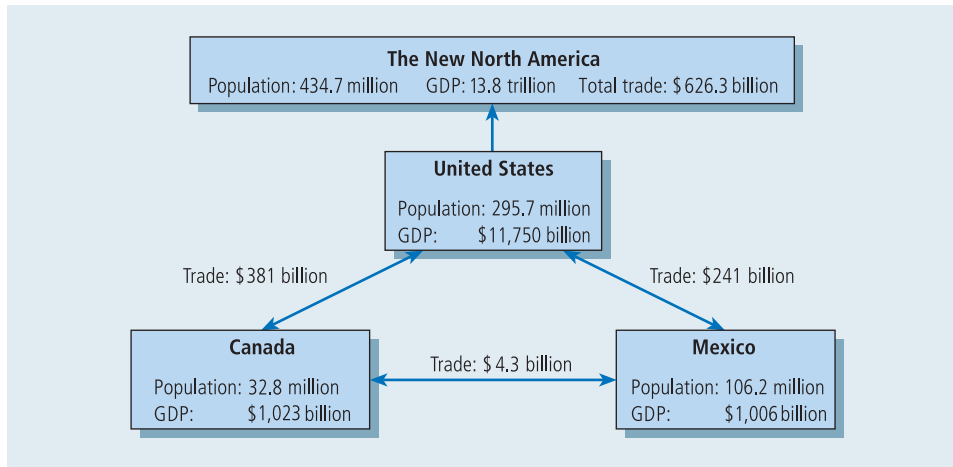 The New North America
Population: 434.7 million GDP: 13.8 trillion Total trade: $626.3 billion
United States
Population: 295.7 million
GDP: $11,750 billion
Trade: $381 billion
Trade: $241 billion
Canada
Population: 32.8 million
GDP: $1,023 billion
Trade: $4.3 billion
Mexico
Population: 106.2 million
GDP: $1,006 billion